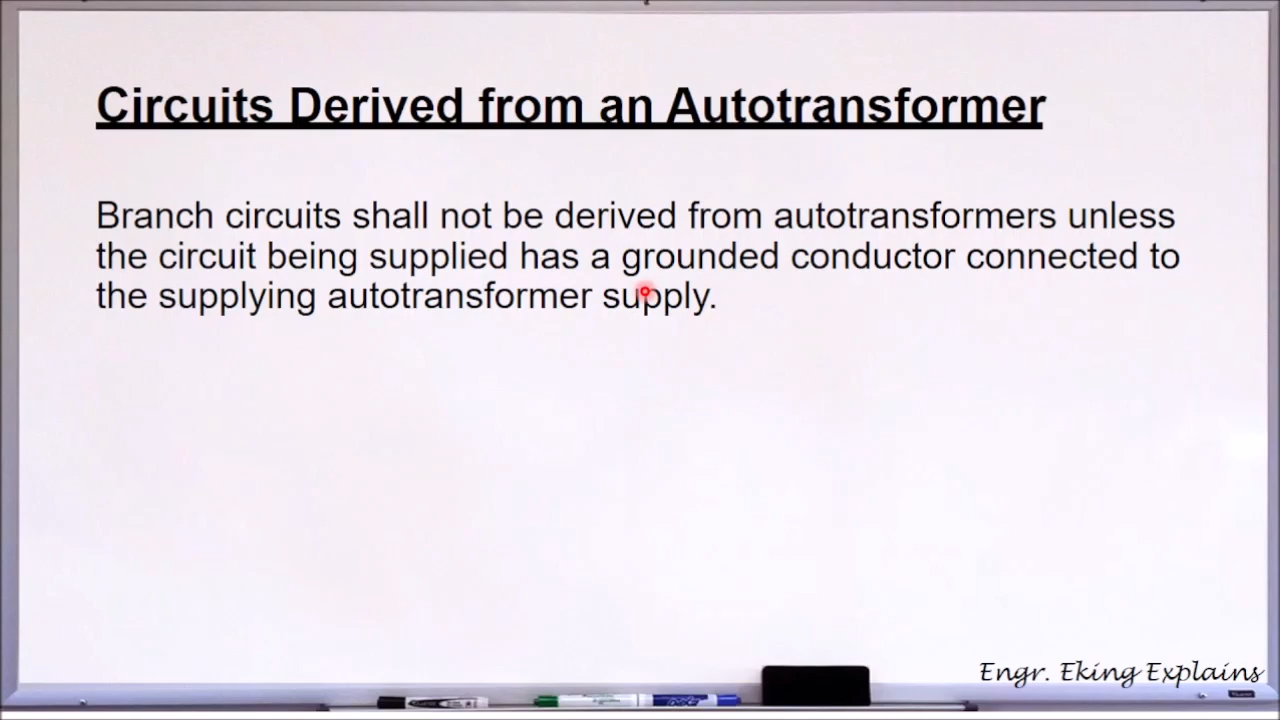 Circuits Derived from an Autotransformer
Branch circuits shall not be derived from autotransformers unless
the circuit being supplied has a grounded conductor connected to
the supplying autotransformer supply.
Engr. Eking Explains